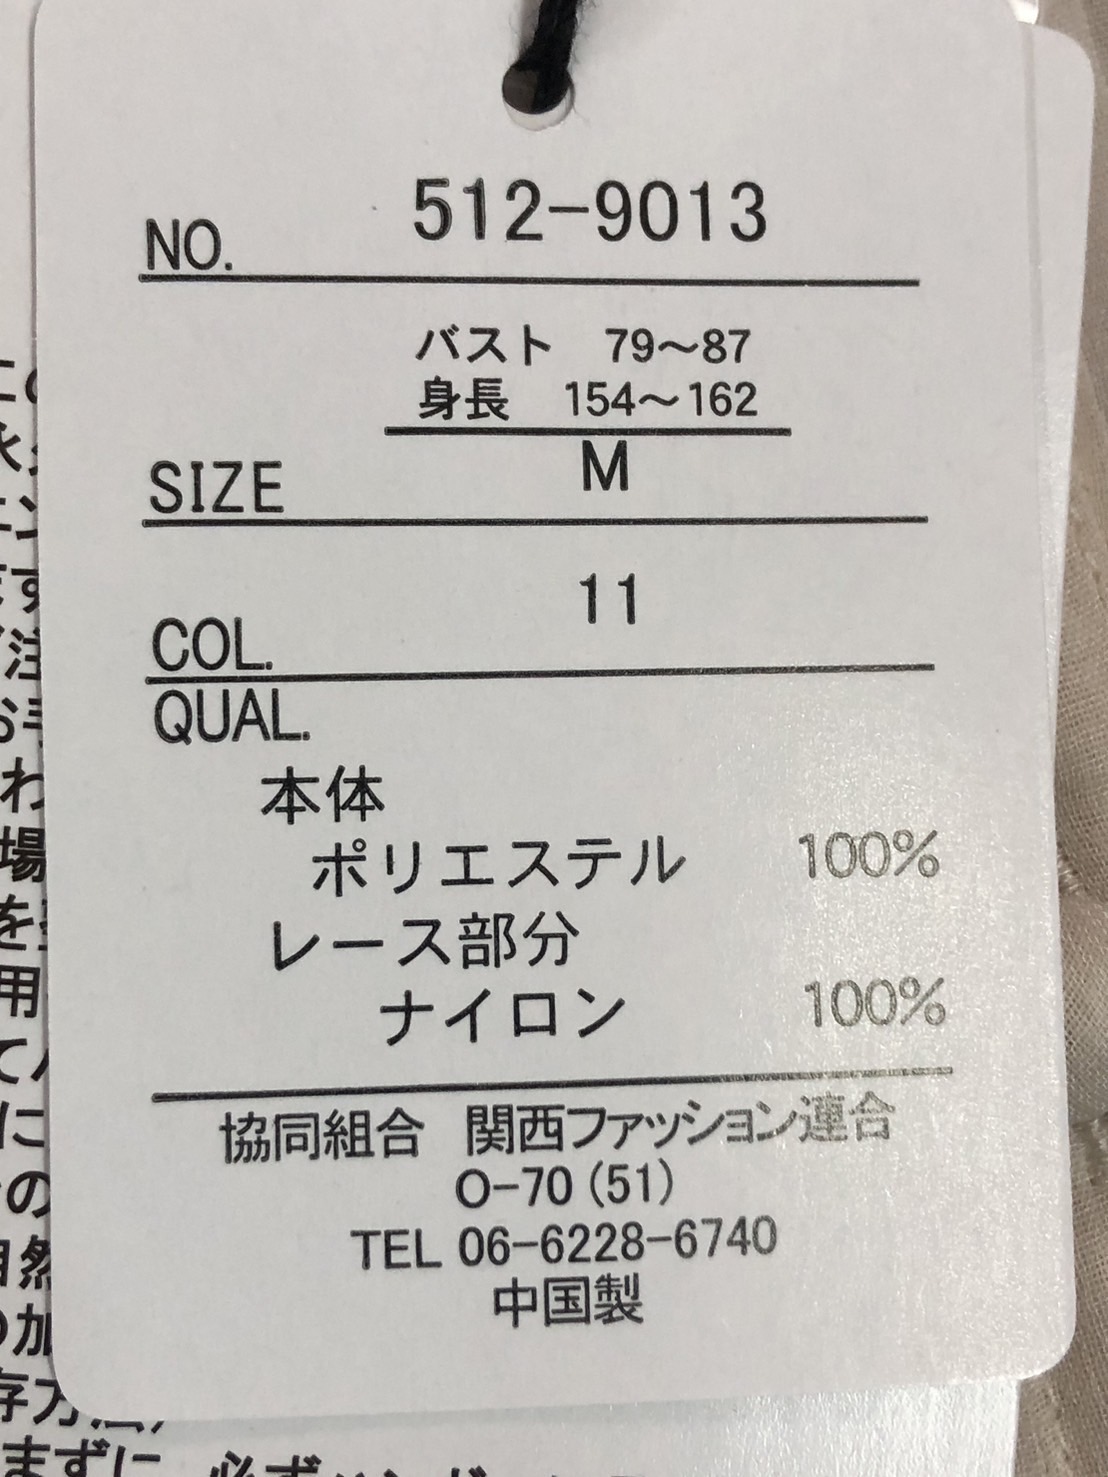 NO. 512-9013
バスト 79〜87
身長 154〜162
SIZE M
COL. 11
QUAL.
本体
ポリエステル 100%
レース部分
ナイロン 100%
協同組合 関西ファッション連合
O-70(51)
TEL 06-6228-6740
中国製